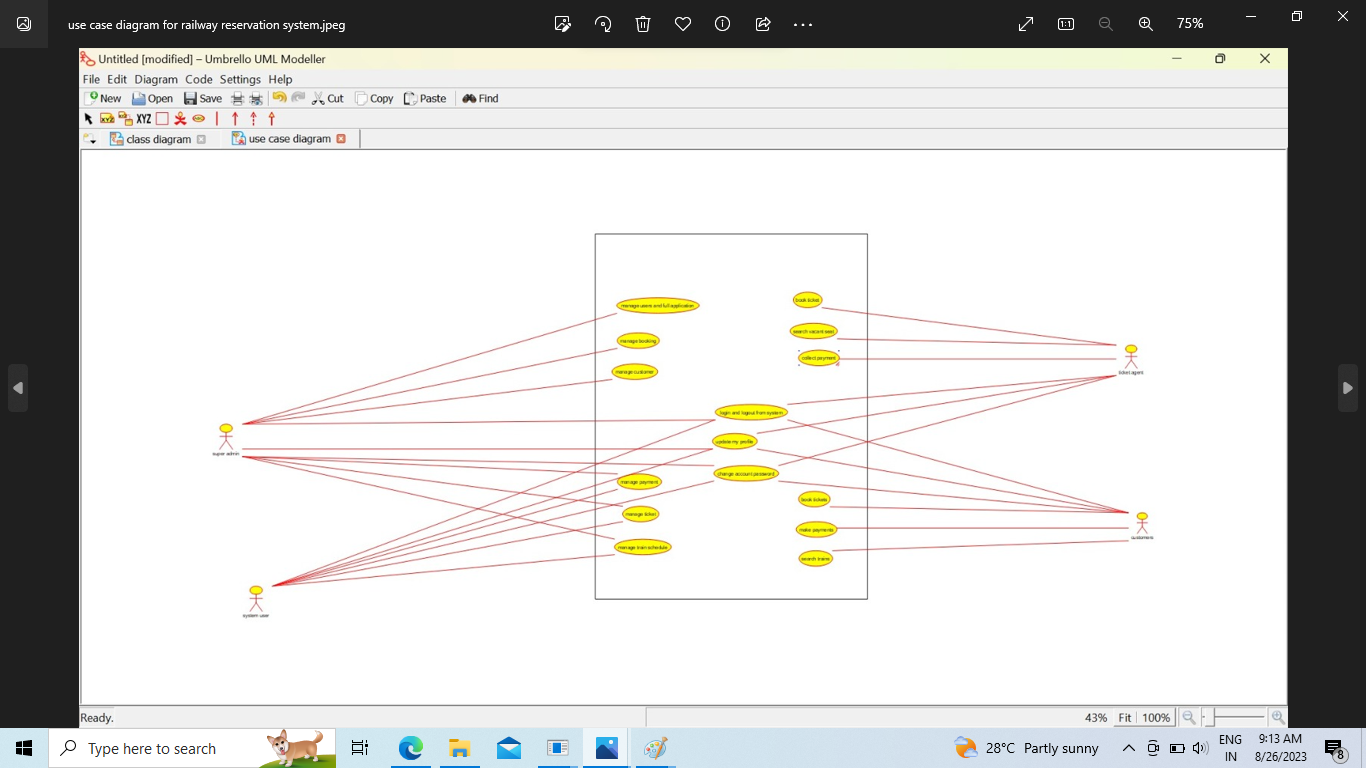 use case diagram for railway reservation system.jpeg
75%
Untitled [modified] – Umbrello UML Modeller
File Edit Diagram Code Settings Help
New Open Save Cut Copy Paste Find
XYZ XYZ
class diagram use case diagram
manage users and full application
book ticket
search vacant seat
manage booking
collect payment
manage customer
ticket agent
login and logout from system
update my profile
super admin
change account password
manage payment
book tickets
manage ticket
make payments
customers
manage train schedule
search trains
system user
Ready.
43% Fit 100%
Type here to search
28°C Partly sunny
ENG
IN
9:13 AM
8/26/2023
8